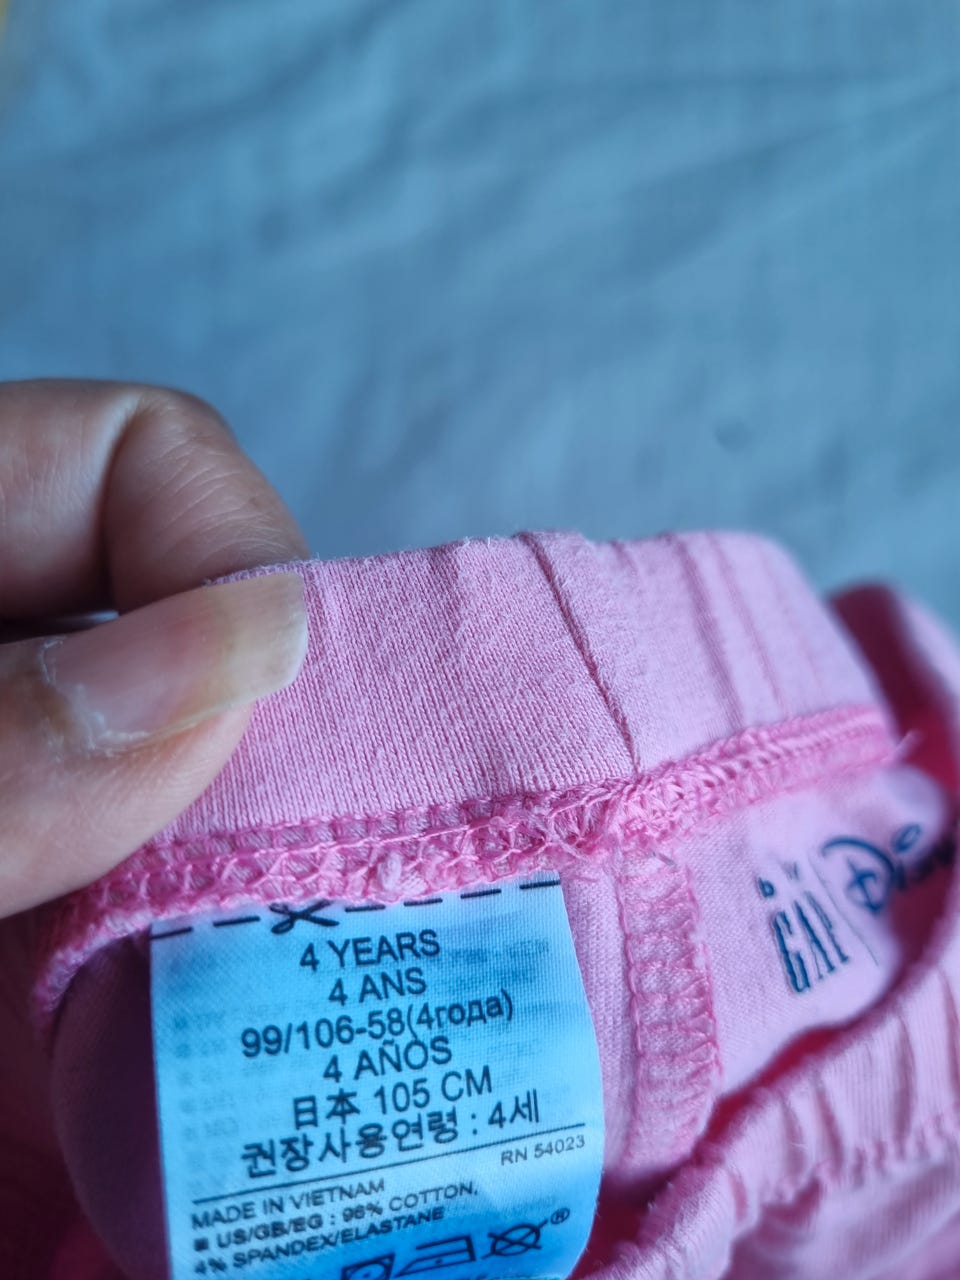 4 YEARS
4 ANS
99/106-58(4года)
4 AÑOS
日本 105 CM
권장사용연령 : 4세
RN 54023
MADE IN VIETNAM
■ US/GB/EG : 96% COTTON,
4% SPANDEX/ELASTANE
GAP